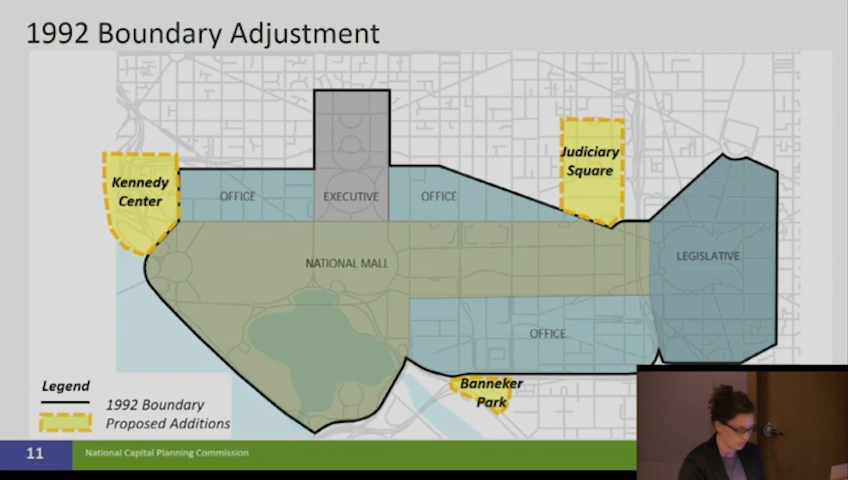 1992 Boundary Adjustment
Judiciary
Square
Kennedy
Center
OFFICE
EXECUTIVE
OFFICE
NATIONAL MALL
LEGISLATIVE
OFFICE
Banneker
Park
Legend
1992 Boundary
Proposed Additions
11
National Capital Planning Commission